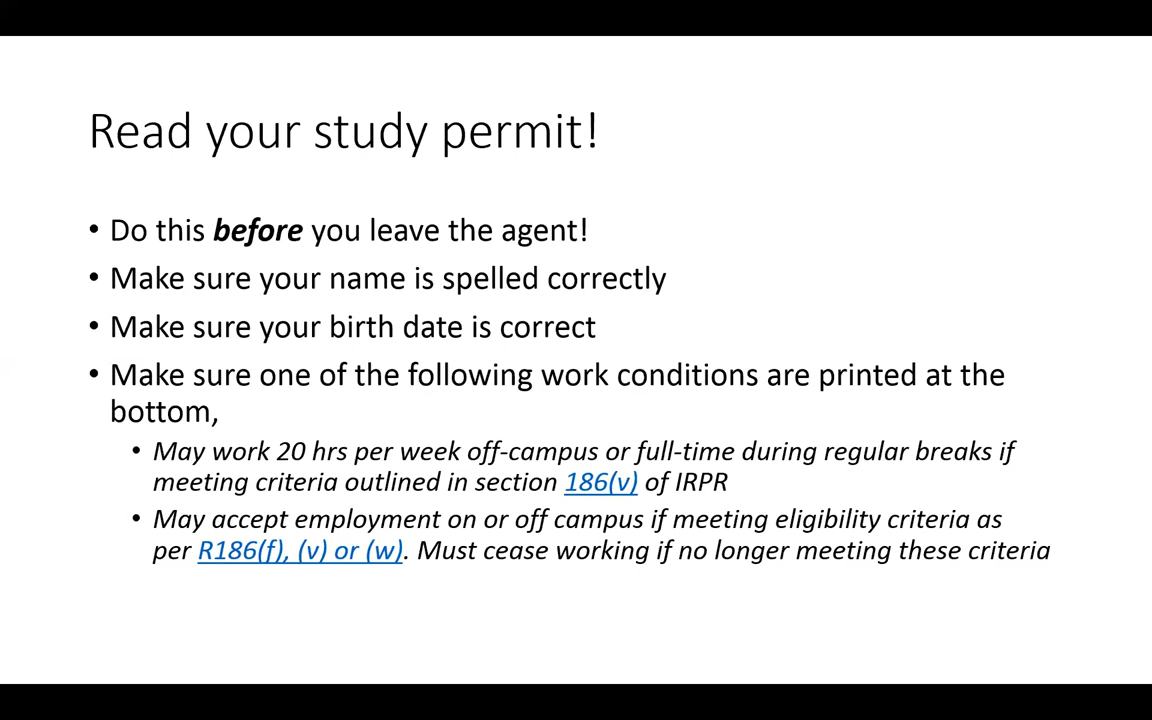 Read your study permit!
• Do this before you leave the agent!
• Make sure your name is spelled correctly
• Make sure your birth date is correct
• Make sure one of the following work conditions are printed at the
bottom,
• May work 20 hrs per week off-campus or full-time during regular breaks if
meeting criteria outlined in section 186(v) of IRPR
• May accept employment on or off campus if meeting eligibility criteria as
per R186(f), (v) or (w). Must cease working if no longer meeting these criteria